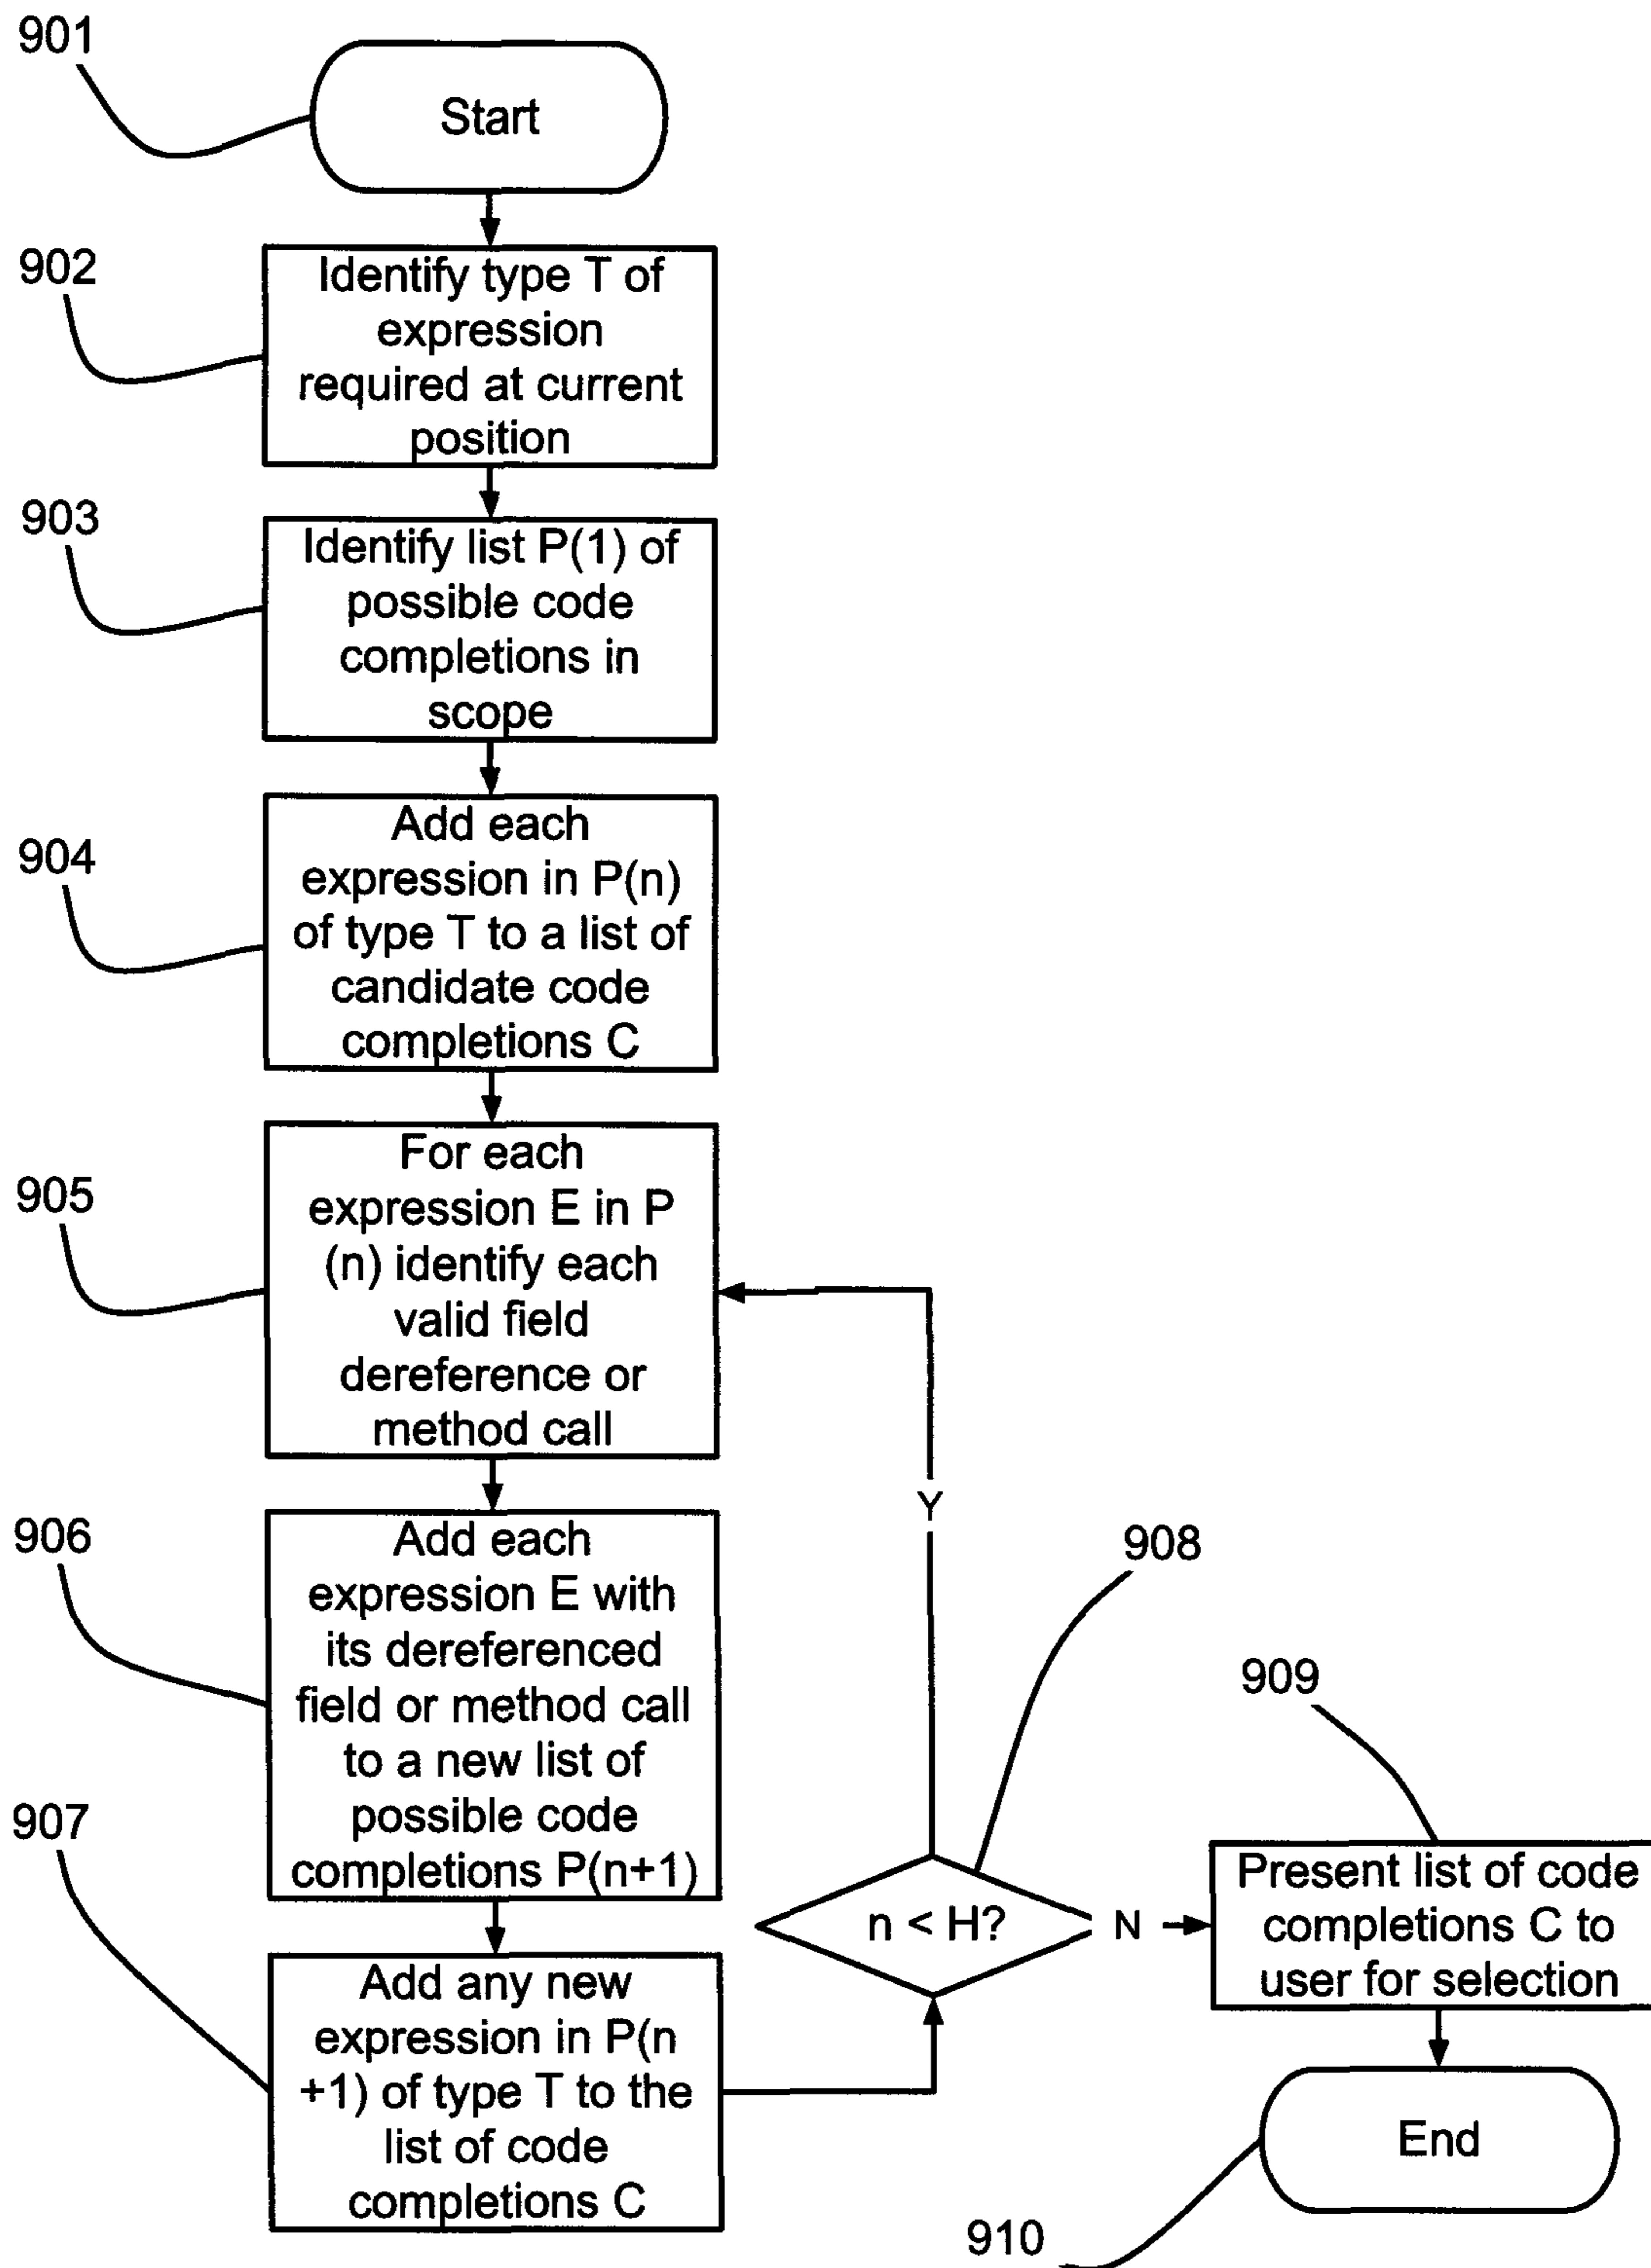 901
Start
902
Identify type T of
expression
required at current
position
903
Identify list P(1) of
possible code
completions in
scope
904
Add each
expression in P(n)
of type T to a list of
candidate code
completions C
905
For each
expression E in P
(n) identify each
valid field
dereference or
method call
Y
906
Add each
expression E with
its dereferenced
field or method call
to a new list of
possible code
completions P(n+1)
907
Add any new
expression in P(n
+1) of type T to the
list of code
completions C
908
n < H?
N
909
Present list of code
completions C to
user for selection
End
910